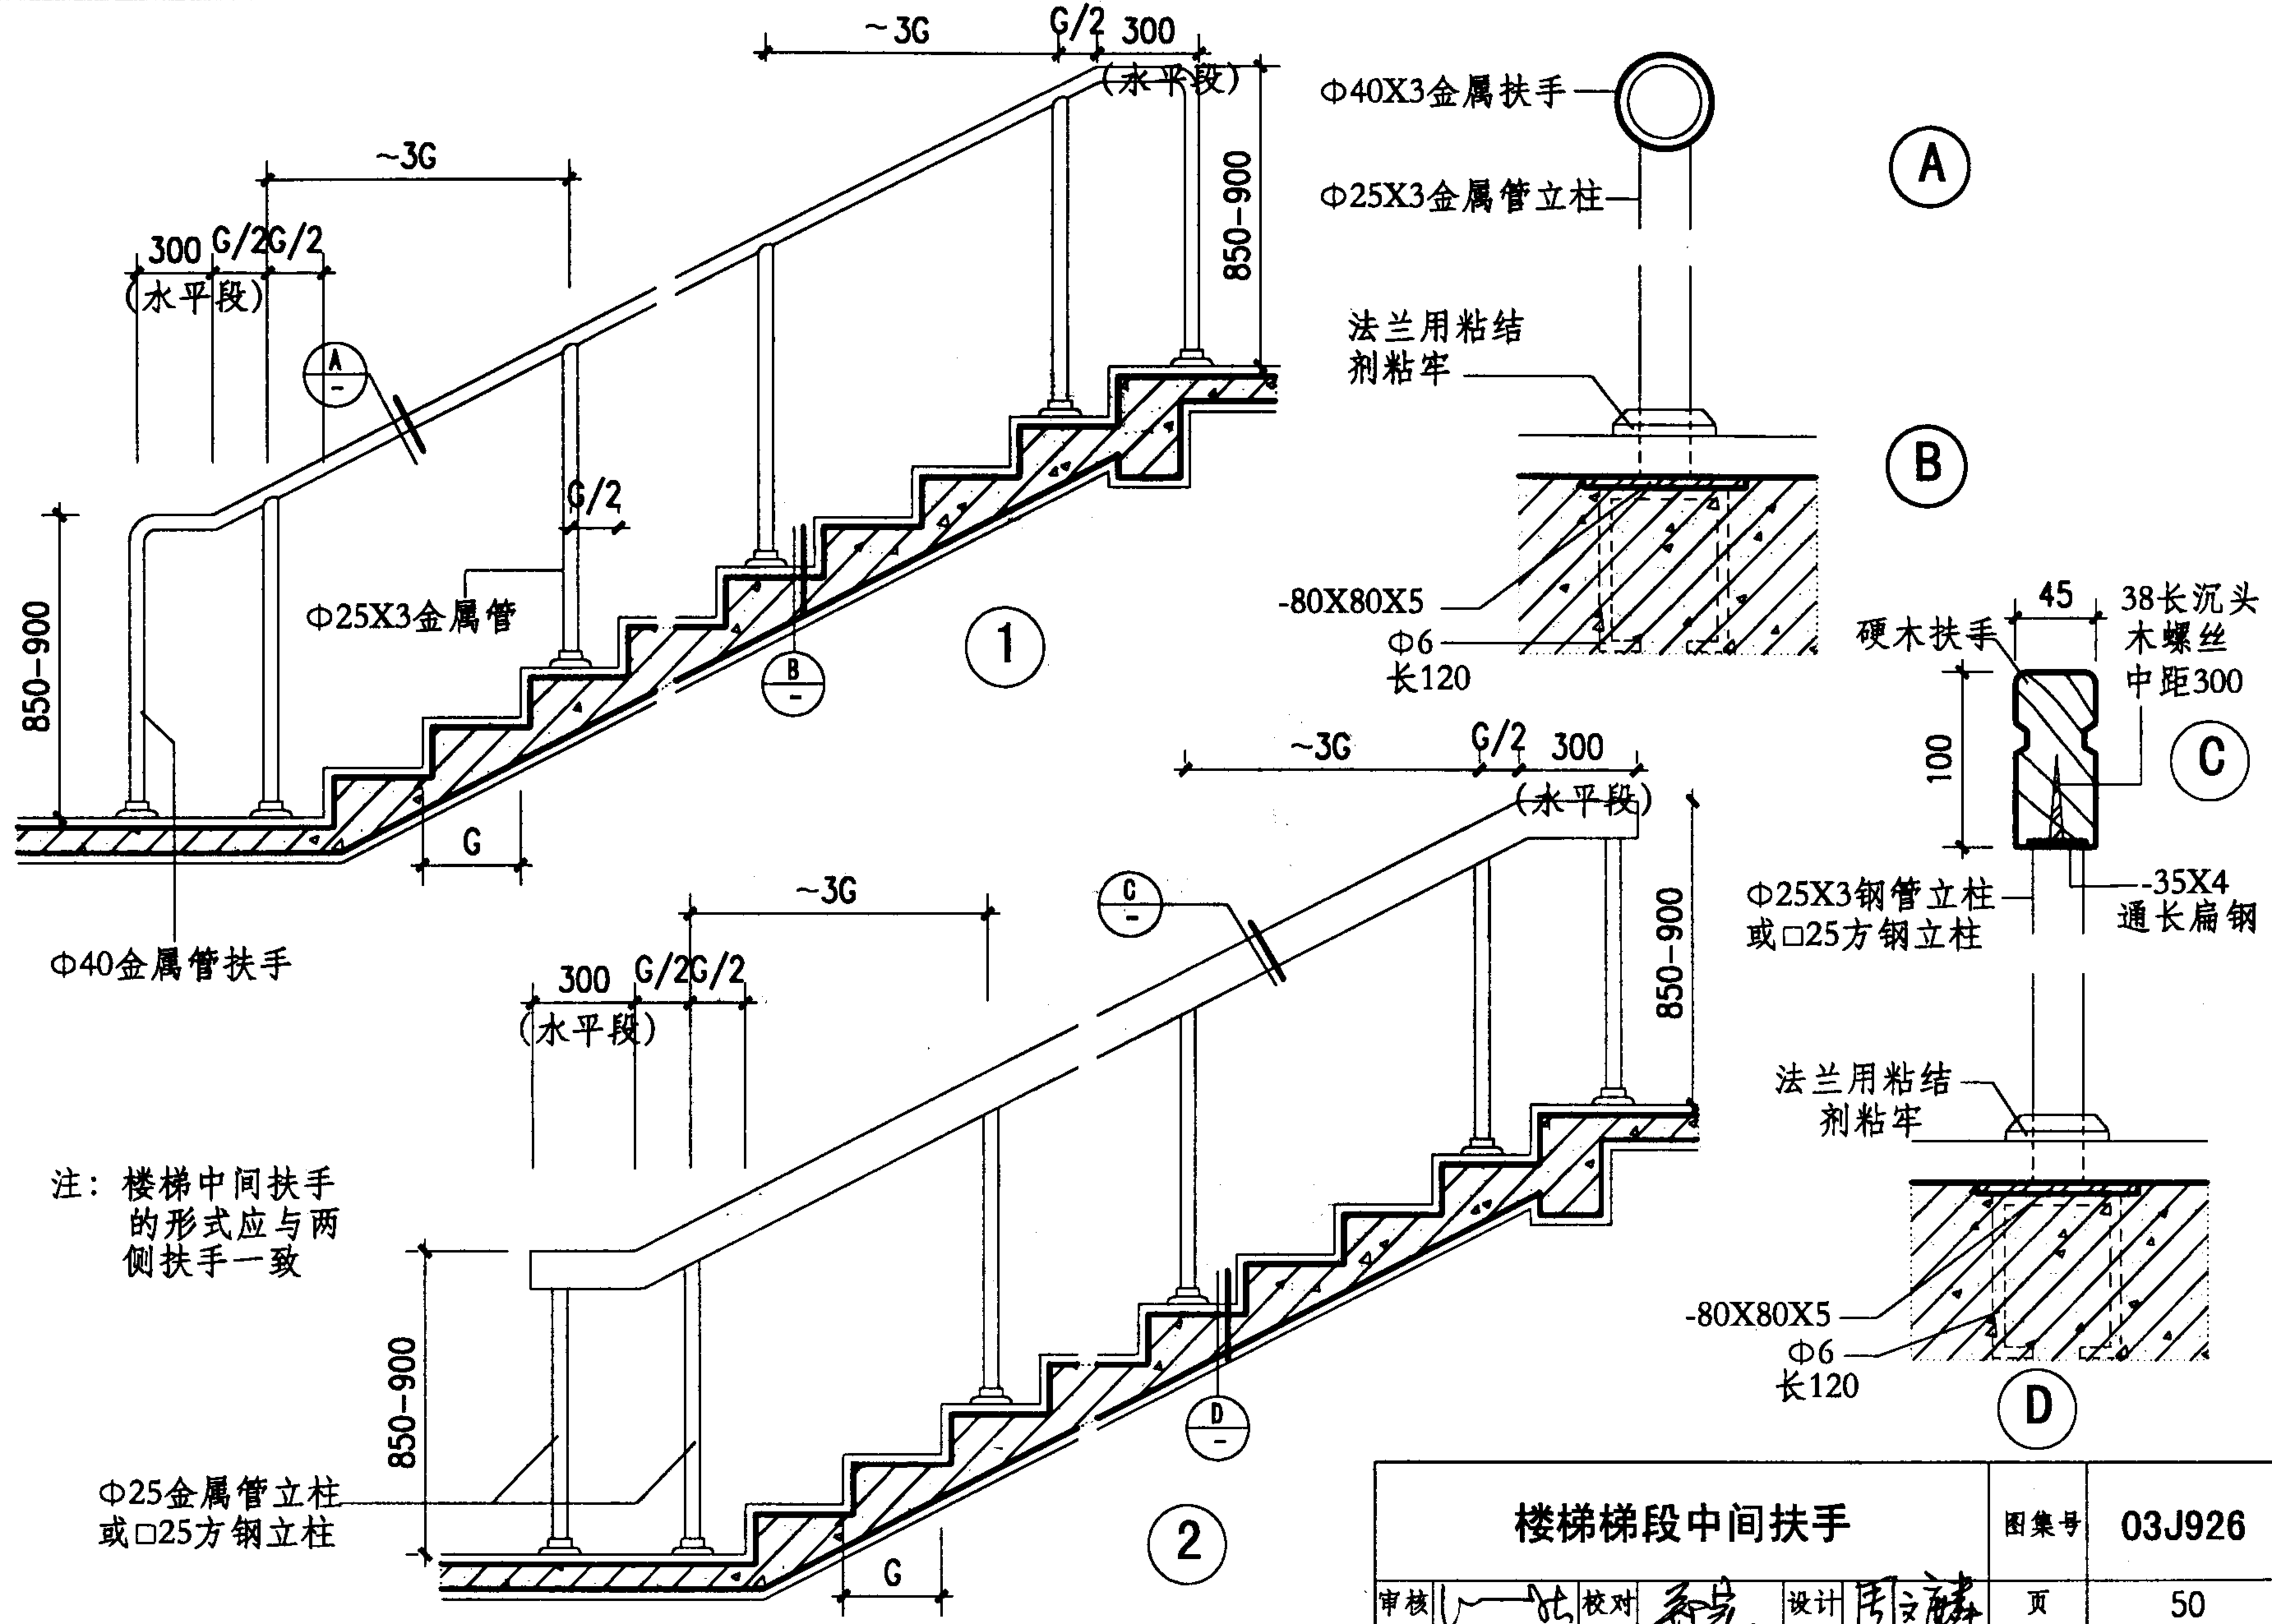 ~3G
G/2
300
(水平段)
~3G
300
G/2
G/2
(水平段)
850-900
A
-
G/2
Φ25X3金属管
850-900
B
-
1
G
Φ40金属管扶手
Φ40X3金属扶手
A
Φ25X3金属管立柱
法兰用粘结
剂粘牢
B
-80X80X5
Φ6
长120
45
38长沉头
木螺丝
中距300
硬木扶手
100
C
Φ25X3钢管立柱
或□25方钢立柱
-35X4
通长扁钢
法兰用粘结
剂粘牢
-80X80X5
Φ6
长120
D
~3G
G/2
300
(水平段)
~3G
C
-
300
G/2
G/2
(水平段)
850-900
注: 楼梯中间扶手
的形式应与两
侧扶手一致
850-900
D
-
Φ25金属管立柱
或□25方钢立柱
G
2
楼梯梯段中间扶手
图集号
03J926
审核
校对
设计
页
50